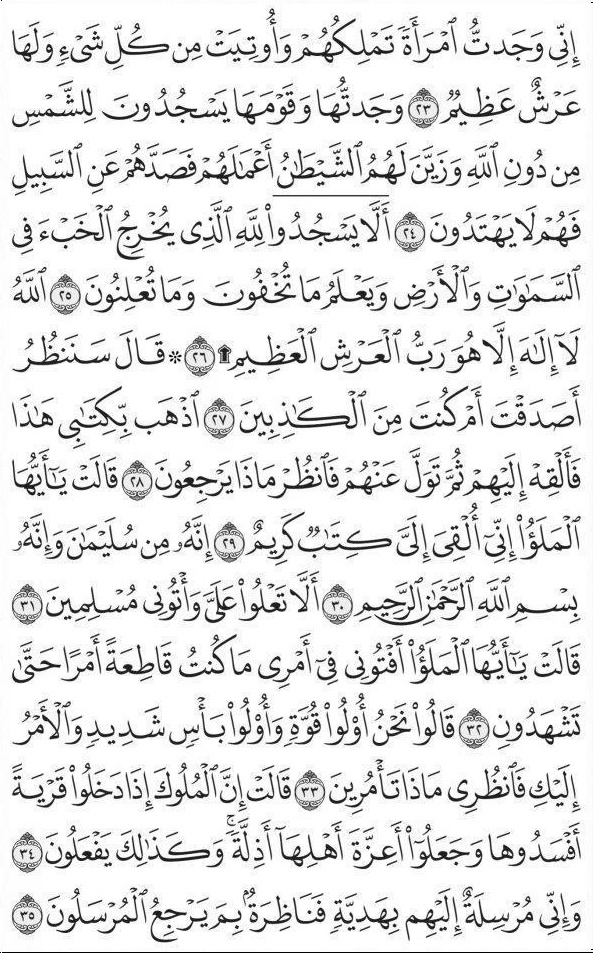 إِنِّي وَجَدتُّ ٱمْرَأَةً تَمْلِكُهُمْ وَأُوتِيَتْ مِن كُلِّ شَيْءٍ وَلَهَا
عَرْشٌ عَظِيمٌ ٢٣ وَجَدتُّهَا وَقَوْمَهَا يَسْجُدُونَ لِلشَّمْسِ
مِن دُونِ ٱللَّهِ وَزَيَّنَ لَهُمُ ٱلشَّيْطَٰنُ أَعْمَٰلَهُمْ فَصَدَّهُمْ عَنِ ٱلسَّبِيلِ
فَهُمْ لَا يَهْتَدُونَ ٢٤ أَلَّا يَسْجُدُوا۟ لِلَّهِ ٱلَّذِي يُخْرِجُ ٱلْخَبْءَ فِي
ٱلسَّمَٰوَٰتِ وَٱلْأَرْضِ وَيَعْلَمُ مَا تُخْفُونَ وَمَا تُعْلِنُونَ ٢٥ ٱللَّهُ
لَآ إِلَٰهَ إِلَّا هُوَ رَبُّ ٱلْعَرْشِ ٱلْعَظِيمِ ۩ ٢٦ * قَالَ سَنَنظُرُ
أَصَدَقْتَ أَمْ كُنتَ مِنَ ٱلْكَٰذِبِينَ ٢٧ ٱذْهَب بِّكِتَٰبِي هَٰذَا
فَأَلْقِهْ إِلَيْهِمْ ثُمَّ تَوَلَّ عَنْهُمْ فَٱنظُرْ مَاذَا يَرْجِعُونَ ٢٨ قَالَتْ يَٰٓأَيُّهَا
ٱلْمَلَؤُا۟ إِنِّيٓ أُلْقِيَ إِلَيَّ كِتَٰبٌ كَرِيمٌ ٢٩ إِنَّهُۥ مِن سُلَيْمَٰنَ وَإِنَّهُۥ
بِسْمِ ٱللَّهِ ٱلرَّحْمَٰنِ ٱلرَّحِيمِ ٣٠ أَلَّا تَعْلُوا۟ عَلَيَّ وَأْتُونِي مُسْلِمِينَ ٣١
قَالَتْ يَٰٓأَيُّهَا ٱلْمَلَؤُا۟ أَفْتُونِي فِيٓ أَمْرِي مَا كُنتُ قَاطِعَةً أَمْرًا حَتَّىٰ
تَشْهَدُونِ ٣٢ قَالُوا۟ نَحْنُ أُو۟لُوا۟ قُوَّةٍ وَأُو۟لُوا۟ بَأْسٍ شَدِيدٍ وَٱلْأَمْرُ
إِلَيْكِ فَٱنظُرِي مَاذَا تَأْمُرِينَ ٣٣ قَالَتْ إِنَّ ٱلْمُلُوكَ إِذَا دَخَلُوا۟ قَرْيَةً
أَفْسَدُوهَا وَجَعَلُوٓا۟ أَعِزَّةَ أَهْلِهَآ أَذِلَّةً ۚ وَكَذَٰلِكَ يَفْعَلُونَ ٣٤
وَإِنِّي مُرْسِلَةٌ إِلَيْهِم بِهَدِيَّةٍ فَنَاظِرَةٌۢ بِمَ يَرْجِعُ ٱلْمُرْسَلُونَ ٣٥